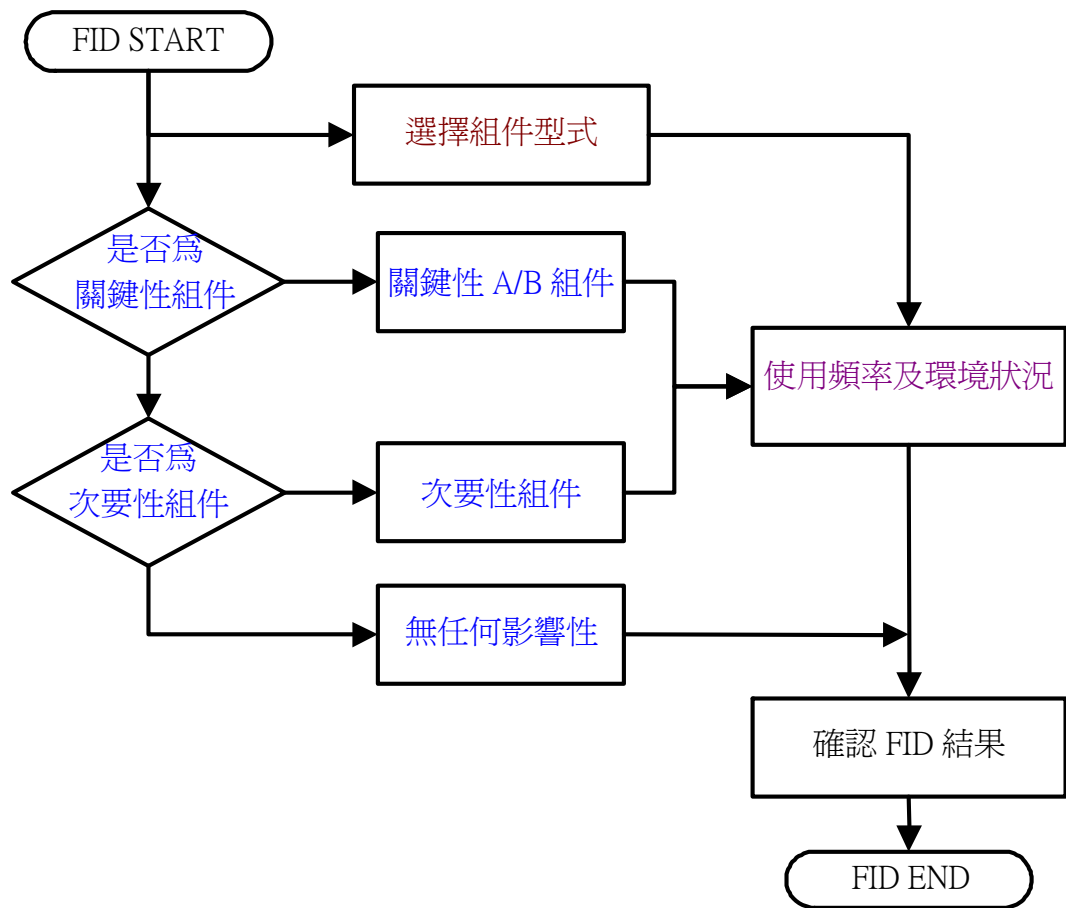 FID START
選擇組件型式
是否爲
關鍵性組件
關鍵性 A/B 組件
使用頻率及環境狀況
是否爲
次要性組件
次要性組件
無任何影響性
確認 FID 結果
FID END